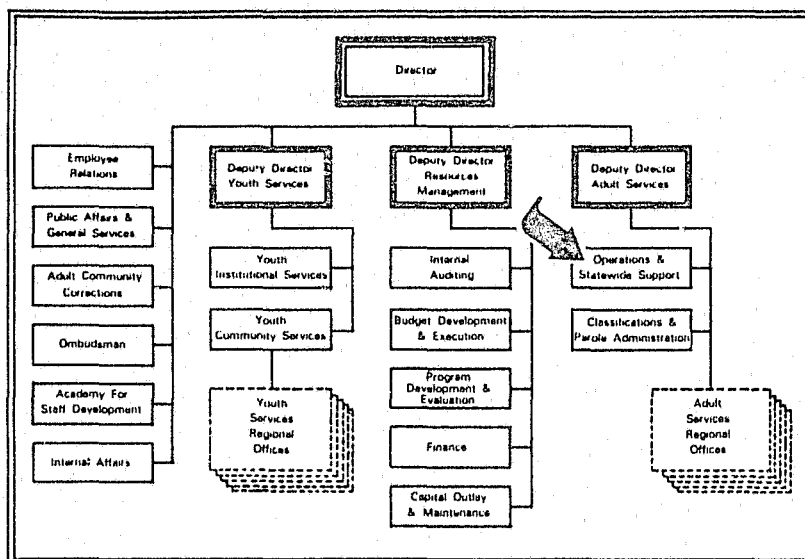 Director
Employee
Relations
Public Affairs &
General Services
Adult Community
Corrections
Ombudsman
Academy For
Staff Development
Internal Affairs
Deputy Director
Youth Services
Youth
Institutional Services
Youth
Community Services
Youth
Services
Regional
Offices
Deputy Director
Resources
Management
Internal
Auditing
Budget Development
& Execution
Program
Development &
Evaluation
Finance
Capital Outlay
& Maintenance
Deputy Director
Adult Services
Operations &
Statewide Support
Classifications &
Parole Administration
Adult
Services
Regional
Offices